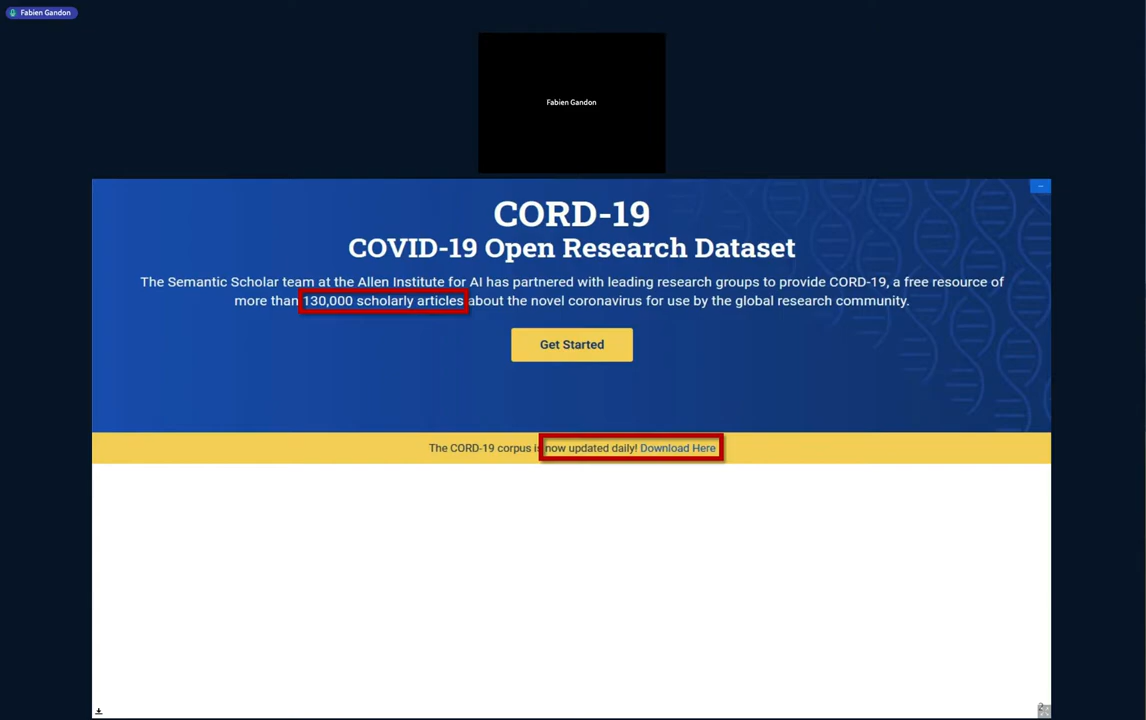 Fabien Gandon
Fabien Gandon
CORD-19
COVID-19 Open Research Dataset
The Semantic Scholar team at the Allen Institute for AI has partnered with leading research groups to provide CORD-19, a free resource of
more than 130,000 scholarly articles about the novel coronavirus for use by the global research community.
Get Started
The CORD-19 corpus is now updated daily! Download Here